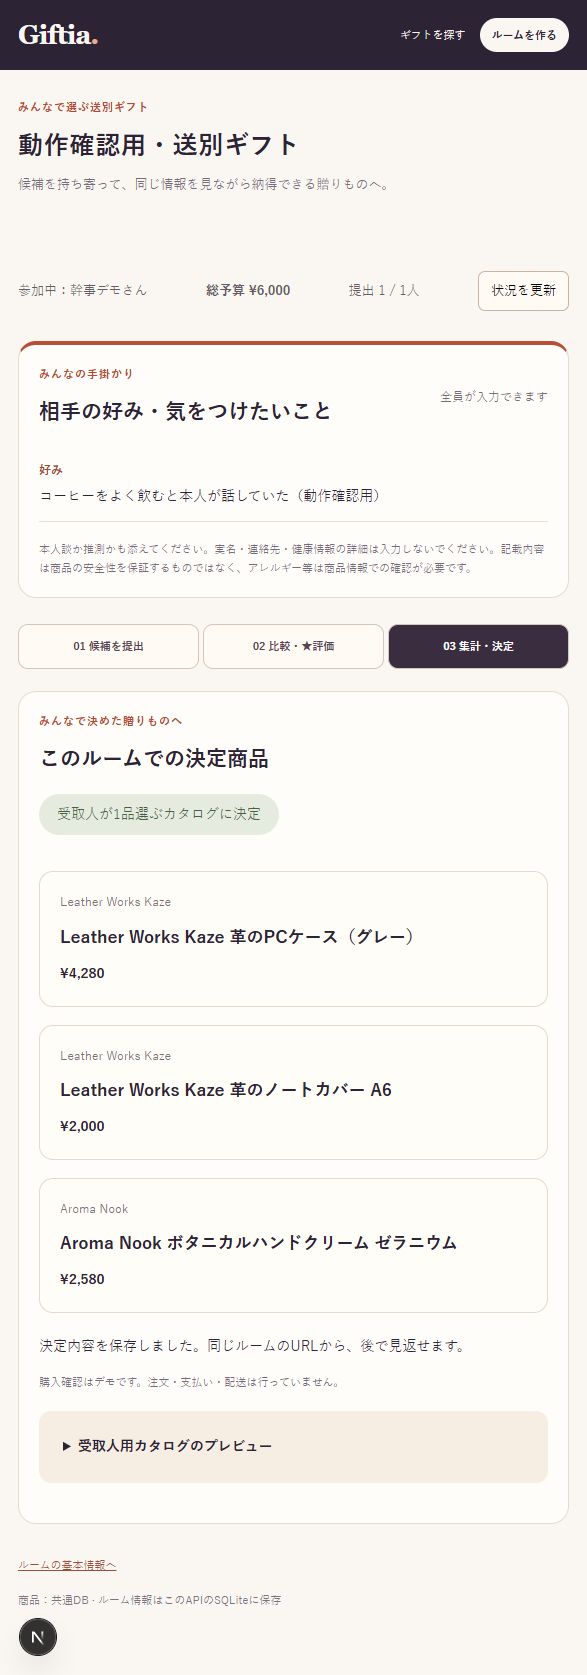 Giftia.
ギフトを探す
ルームを作る
みんなで選ぶ送別ギフト
動作確認用・送別ギフト
候補を持ち寄って、同じ情報を見ながら納得できる贈りものへ。
参加中：幹事デモさん
総予算 ¥6,000
提出 1 / 1人
状況を更新
みんなの手掛かり
相手の好み・気をつけたいこと
全員が入力できます
好み
コーヒーをよく飲むと本人が話していた（動作確認用）
本人談か推測かも添えてください。実名・連絡先・健康情報の詳細は入力しないでください。記載内容
は商品の安全性を保証するものではなく、アレルギー等は商品情報での確認が必要です。
01 候補を提出
02 比較・★評価
03 集計・決定
みんなで決めた贈りものへ
このルームでの決定商品
受取人が1品選ぶカタログに決定
Leather Works Kaze
Leather Works Kaze 革のPCケース（グレー）
¥4,280
Leather Works Kaze
Leather Works Kaze 革のノートカバー A6
¥2,000
Aroma Nook
Aroma Nook ボタニカルハンドクリーム ゼラニウム
¥2,580
決定内容を保存しました。同じルームのURLから、後で見返せます。
購入確認はデモです。注文・支払い・配送は行っていません。
▶ 受取人用カタログのプレビュー
ルームの基本情報へ
商品：共通DB · ルーム情報はこのAPIのSQLiteに保存
N